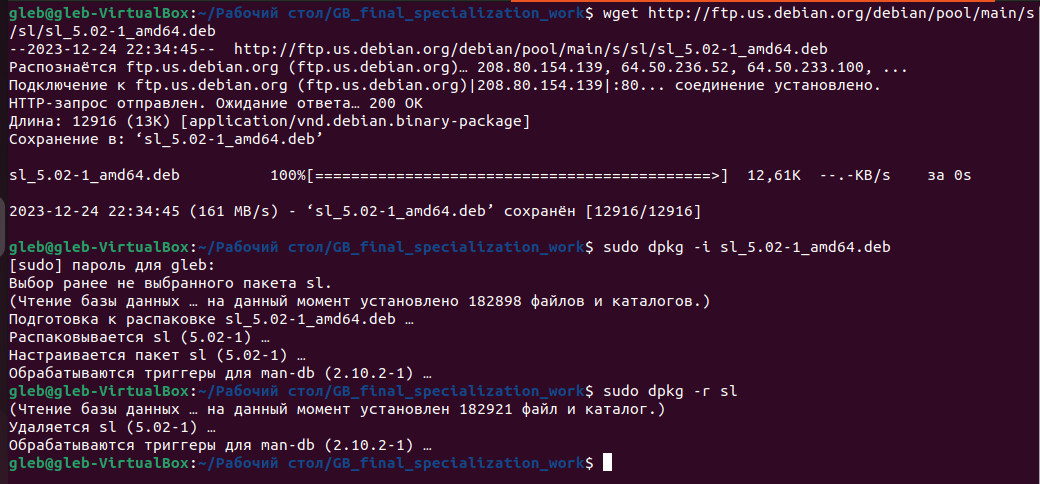 gleb@gleb-VirtualBox:~/Рабочий стол/GB_final_specialization_work$ wget http://ftp.us.debian.org/debian/pool/main/s
/sl/sl_5.02-1_amd64.deb
--2023-12-24 22:34:45--  http://ftp.us.debian.org/debian/pool/main/s/sl/sl_5.02-1_amd64.deb
Распознаётся ftp.us.debian.org (ftp.us.debian.org)… 208.80.154.139, 64.50.236.52, 64.50.233.100, ...
Подключение к ftp.us.debian.org (ftp.us.debian.org)|208.80.154.139|:80... соединение установлено.
HTTP-запрос отправлен. Ожидание ответа… 200 OK
Длина: 12916 (13K) [application/vnd.debian.binary-package]
Сохранение в: ‘sl_5.02-1_amd64.deb’
sl_5.02-1_amd64.deb          100%[============================================>]  12,61K  --.-KB/s    за 0s
2023-12-24 22:34:45 (161 MB/s) - ‘sl_5.02-1_amd64.deb’ сохранён [12916/12916]
gleb@gleb-VirtualBox:~/Рабочий стол/GB_final_specialization_work$ sudo dpkg -i sl_5.02-1_amd64.deb
[sudo] пароль для gleb:
Выбор ранее не выбранного пакета sl.
(Чтение базы данных … на данный момент установлено 182898 файлов и каталогов.)
Подготовка к распаковке sl_5.02-1_amd64.deb …
Распаковывается sl (5.02-1) …
Настраивается пакет sl (5.02-1) …
Обрабатываются триггеры для man-db (2.10.2-1) …
gleb@gleb-VirtualBox:~/Рабочий стол/GB_final_specialization_work$ sudo dpkg -r sl
(Чтение базы данных … на данный момент установлен 182921 файл и каталог.)
Удаляется sl (5.02-1) …
Обрабатываются триггеры для man-db (2.10.2-1) …
gleb@gleb-VirtualBox:~/Рабочий стол/GB_final_specialization_work$